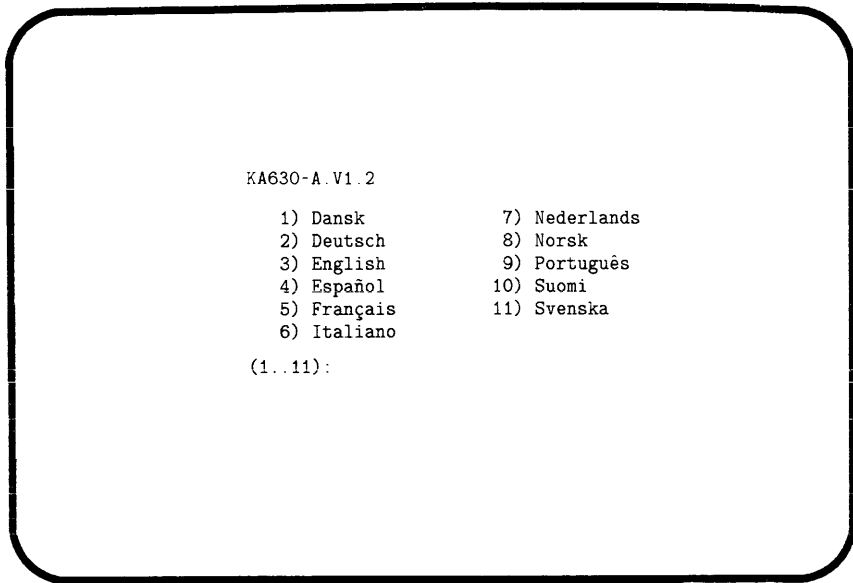 KA630-A.V1.2
1) Dansk 7) Nederlands
2) Deutsch 8) Norsk
3) English 9) Português
4) Español 10) Suomi
5) Français 11) Svenska
6) Italiano
(1..11):